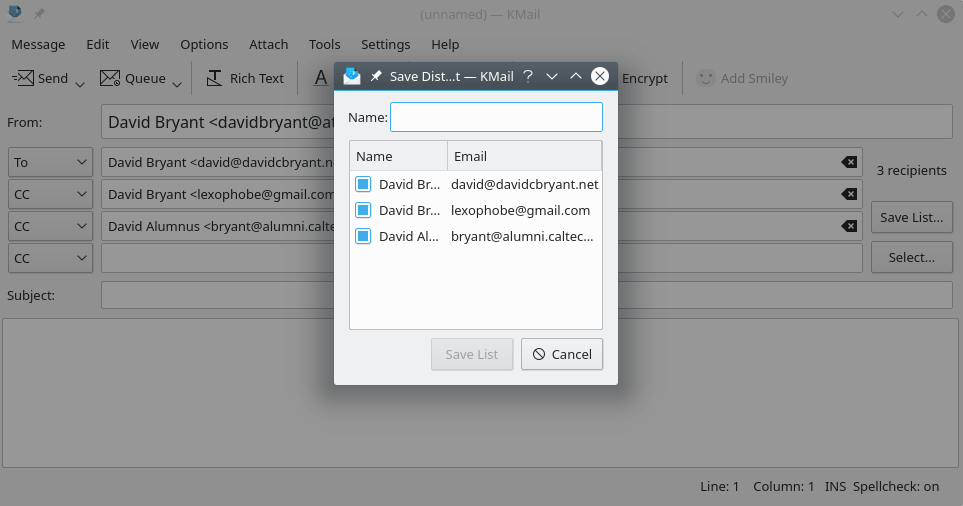 (unnamed) — KMail
Message Edit View Options Attach Tools Settings Help
Send Queue Rich Text A Encrypt Add Smiley
Save Dist...t — KMail ?
From: David Bryant <davidbryant@at
Name:
To David Bryant <david@davidcbryant.n 3 recipients
CC David Bryant <lexophobe@gmail.com
CC David Alumnus <bryant@alumni.calte Save List...
CC Select...
Subject:
Name Email
David Br... david@davidcbryant.net
David Br... lexophobe@gmail.com
David Al... bryant@alumni.caltec...
Save List Cancel
Line: 1 Column: 1 INS Spellcheck: on